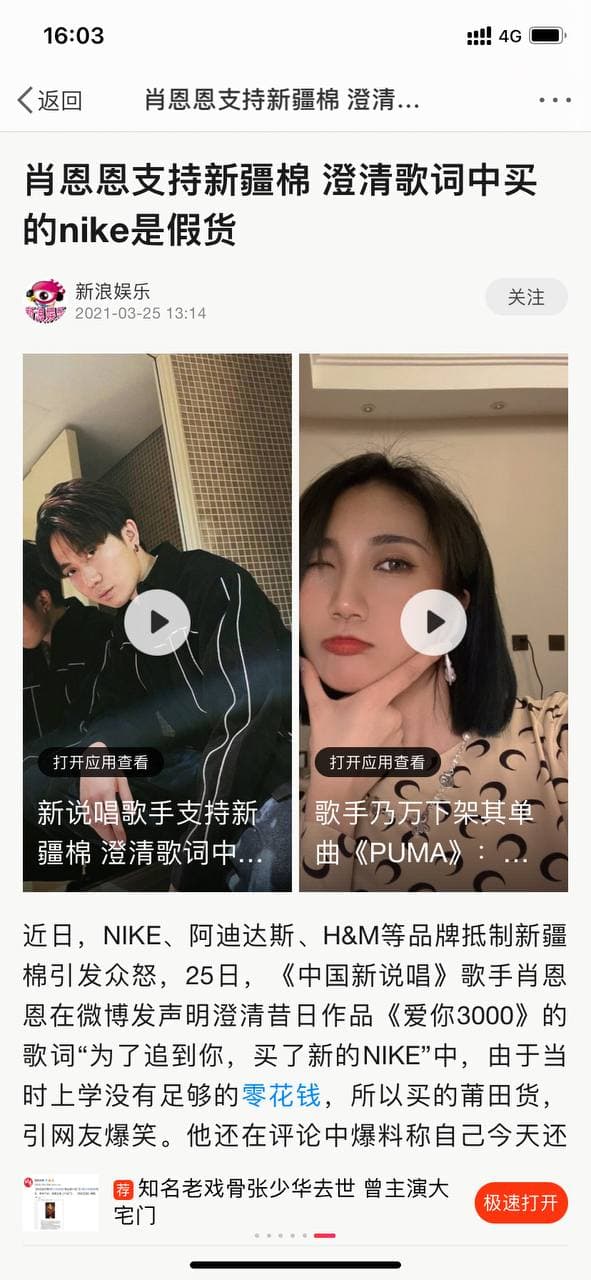 16:03
4G
返回
肖恩恩支持新疆棉 澄清...
肖恩恩支持新疆棉 澄清歌词中买
的nike是假货
新浪娱乐
2021-03-25 13:14
关注
打开应用查看
新说唱歌手支持新
疆棉 澄清歌词中...
打开应用查看
歌手乃万下架其单
曲《PUMA》：...
近日，NIKE、阿迪达斯、H&M等品牌抵制新疆
棉引发众怒，25日，《中国新说唱》歌手肖恩
恩在微博发声明澄清昔日作品《爱你3000》的
歌词“为了追到你，买了新的NIKE”中，由于当
时上学没有足够的零花钱，所以买的莆田货，
引网友爆笑。他还在评论中爆料称自己今天还
荐 知名老戏骨张少华去世 曾主演大
宅门
极速打开